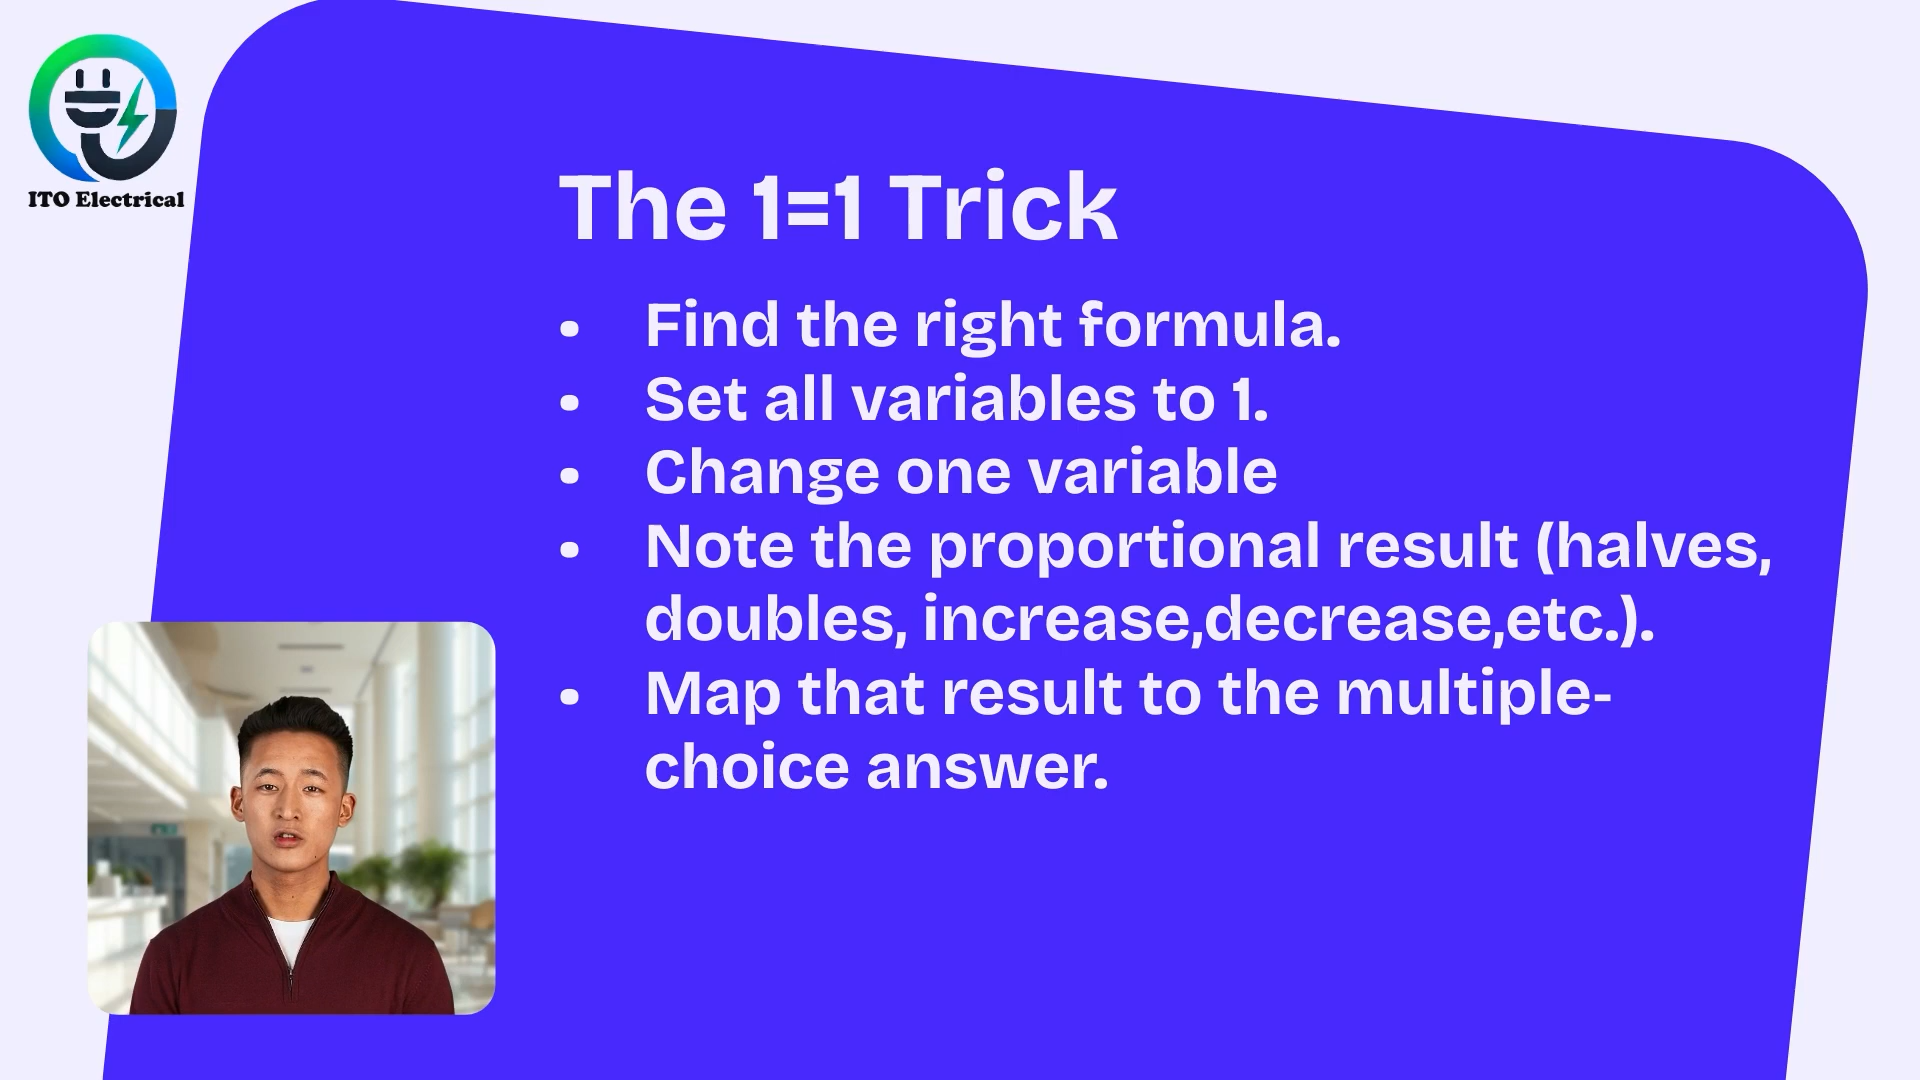 ITO Electrical
The 1=1 Trick
• Find the right formula.
• Set all variables to 1.
• Change one variable
• Note the proportional result (halves,
doubles, increase,decrease,etc.).
• Map that result to the multiple-
choice answer.